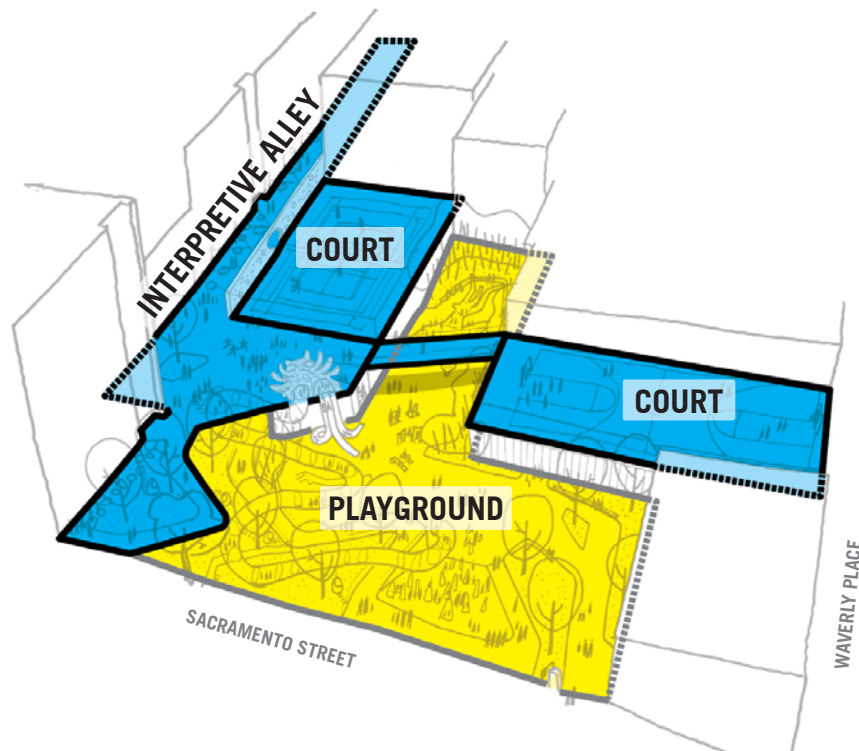 INTERPRETIVE ALLEY
COURT
COURT
PLAYGROUND
SACRAMENTO STREET
WAVERLY PLACE